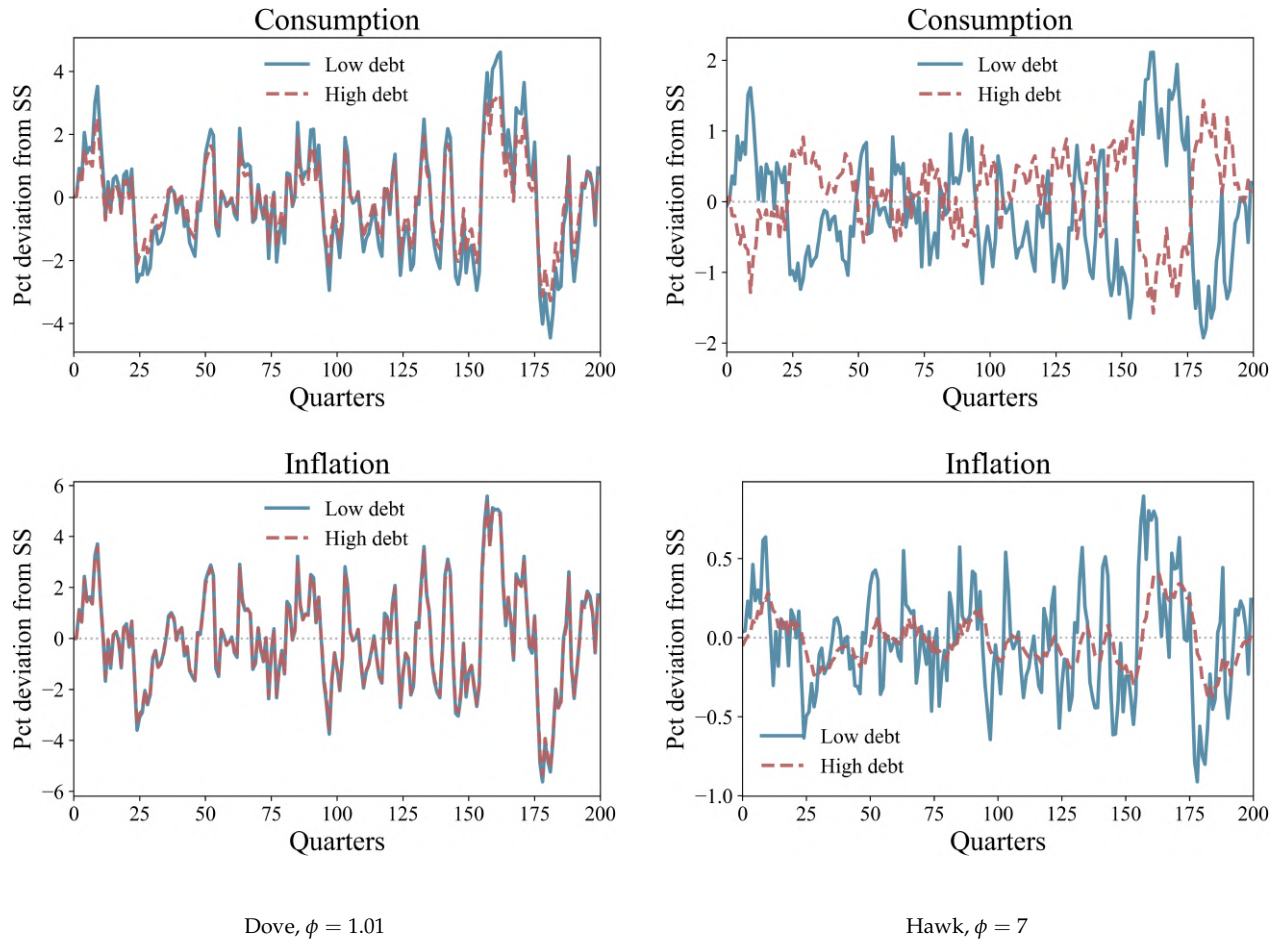 Consumption
Pct deviation from SS
4
2
0
−2
−4
Low debt
High debt
0 25 50 75 100 125 150 175 200
Quarters
Consumption
Pct deviation from SS
2
1
0
−1
−2
Low debt
High debt
0 25 50 75 100 125 150 175 200
Quarters
Inflation
Pct deviation from SS
6
4
2
0
−2
−4
−6
Low debt
High debt
0 25 50 75 100 125 150 175 200
Quarters
Inflation
Pct deviation from SS
0.5
0.0
−0.5
−1.0
Low debt
High debt
0 25 50 75 100 125 150 175 200
Quarters
Dove, ϕ = 1.01
Hawk, ϕ = 7